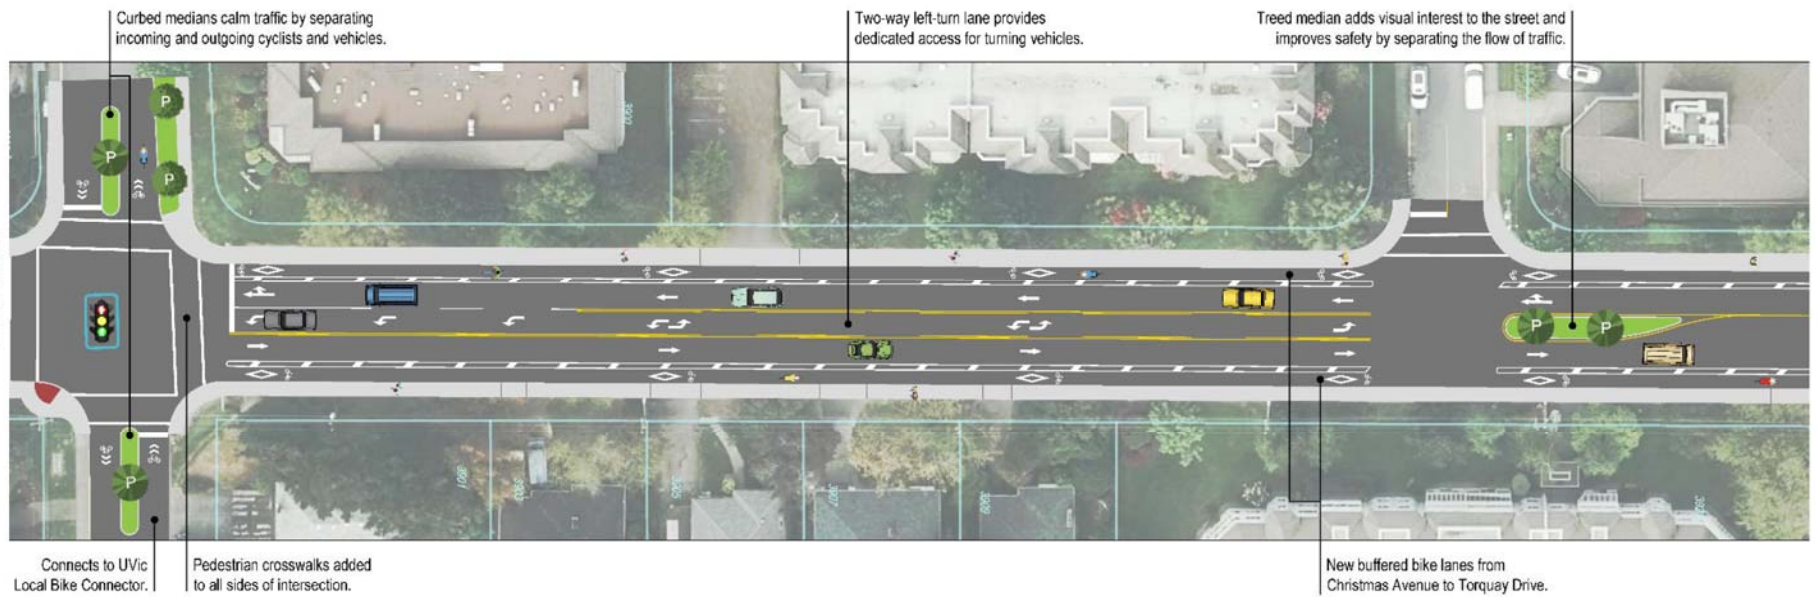 Curbed medians calm traffic by separating
incoming and outgoing cyclists and vehicles.
Two-way left-turn lane provides
dedicated access for turning vehicles.
Treed median adds visual interest to the street and
improves safety by separating the flow of traffic.
P
P
P
P
P
P
Connects to UVic
Local Bike Connector.
Pedestrian crosswalks added
to all sides of intersection.
New buffered bike lanes from
Christmas Avenue to Torquay Drive.